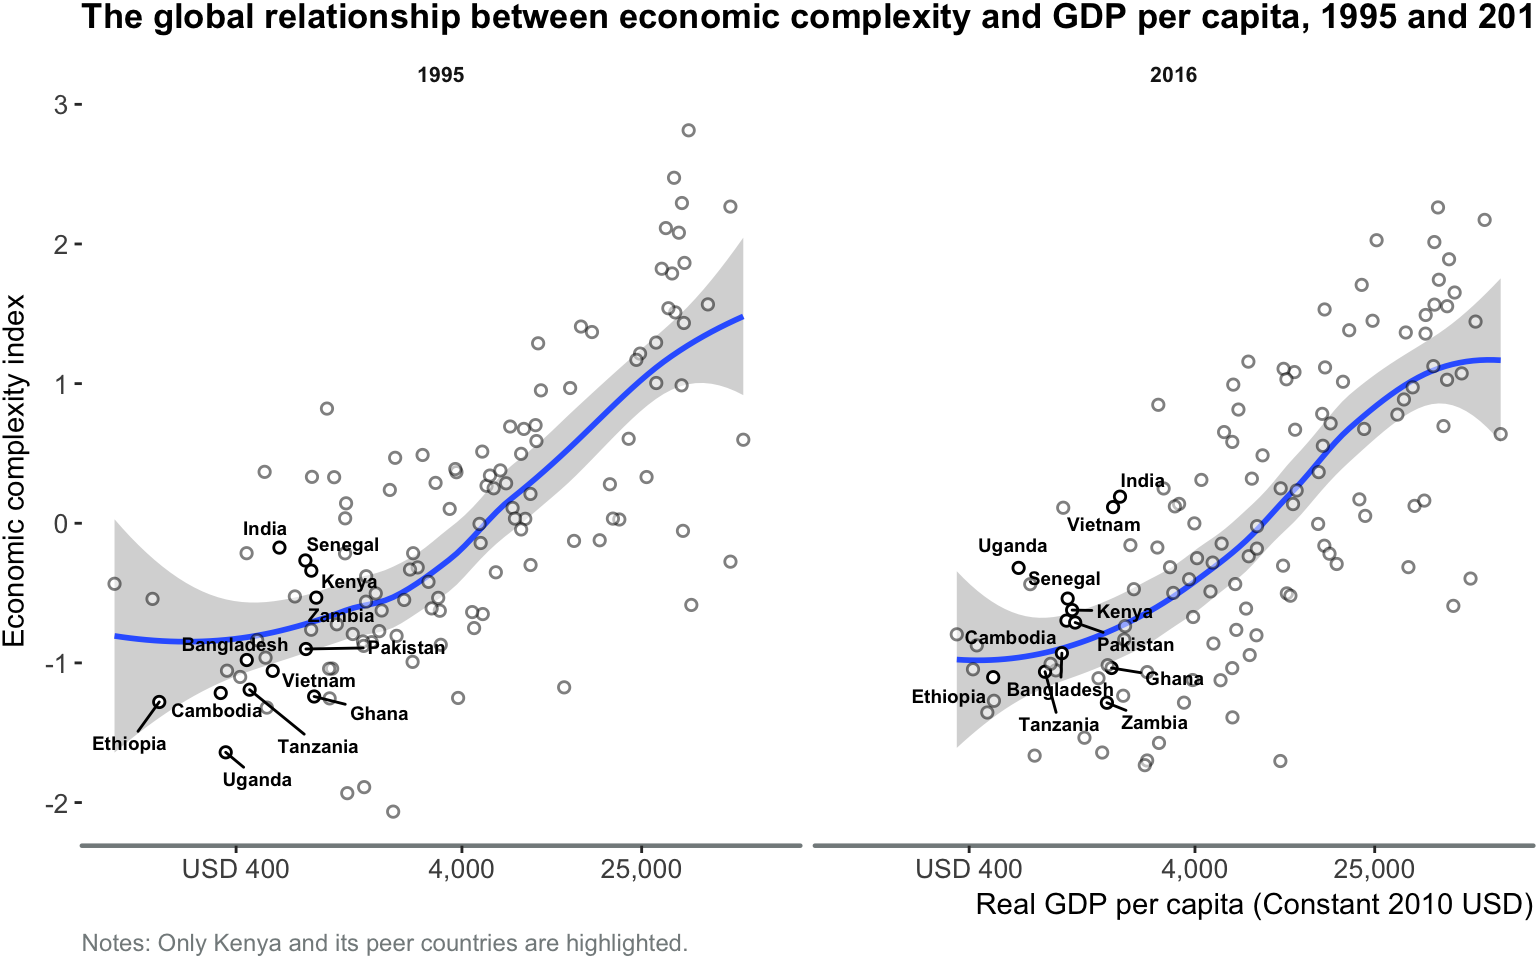 The global relationship between economic complexity and GDP per capita, 1995 and 201
1995
2016
Economic complexity index
3
2
1
0
-1
-2
India
Senegal
Kenya
Zambia
Bangladesh
Pakistan
Vietnam
Cambodia
Ghana
Ethiopia
Tanzania
Uganda
India
Vietnam
Uganda
Senegal
Kenya
Cambodia
Pakistan
Ghana
Ethiopia
Bangladesh
Tanzania
Zambia
USD 400
4,000
25,000
USD 400
4,000
25,000
Real GDP per capita (Constant 2010 USD)
Notes: Only Kenya and its peer countries are highlighted.